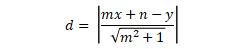 d = |mx + n − y / √(m² + 1)|